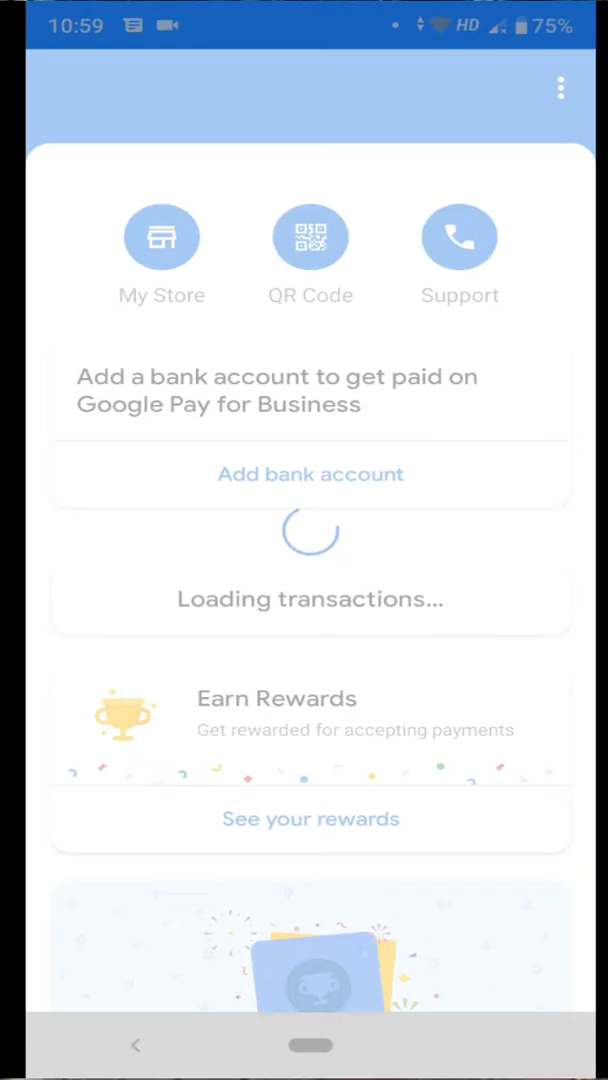 10:59 HD 75%
My Store QR Code Support
Add a bank account to get paid on
Google Pay for Business
Add bank account
Loading transactions...
Earn Rewards
Get rewarded for accepting payments
See your rewards